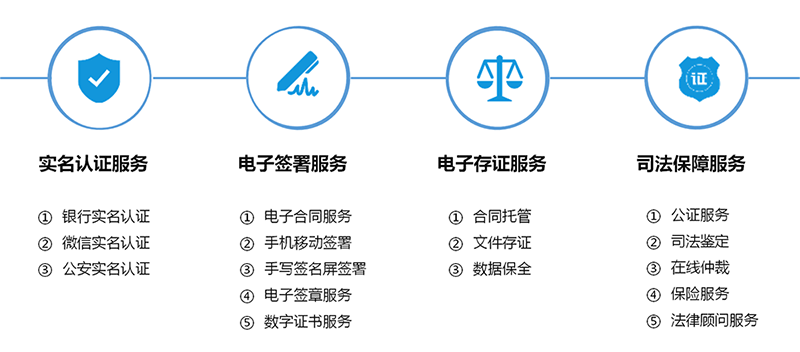 证
实名认证服务
① 银行实名认证
② 微信实名认证
③ 公安实名认证
电子签署服务
① 电子合同服务
② 手机移动签署
③ 手写签名屏签署
④ 电子签章服务
⑤ 数字证书服务
电子存证服务
① 合同托管
② 文件存证
③ 数据保全
司法保障服务
① 公证服务
② 司法鉴定
③ 在线仲裁
④ 保险服务
⑤ 法律顾问服务